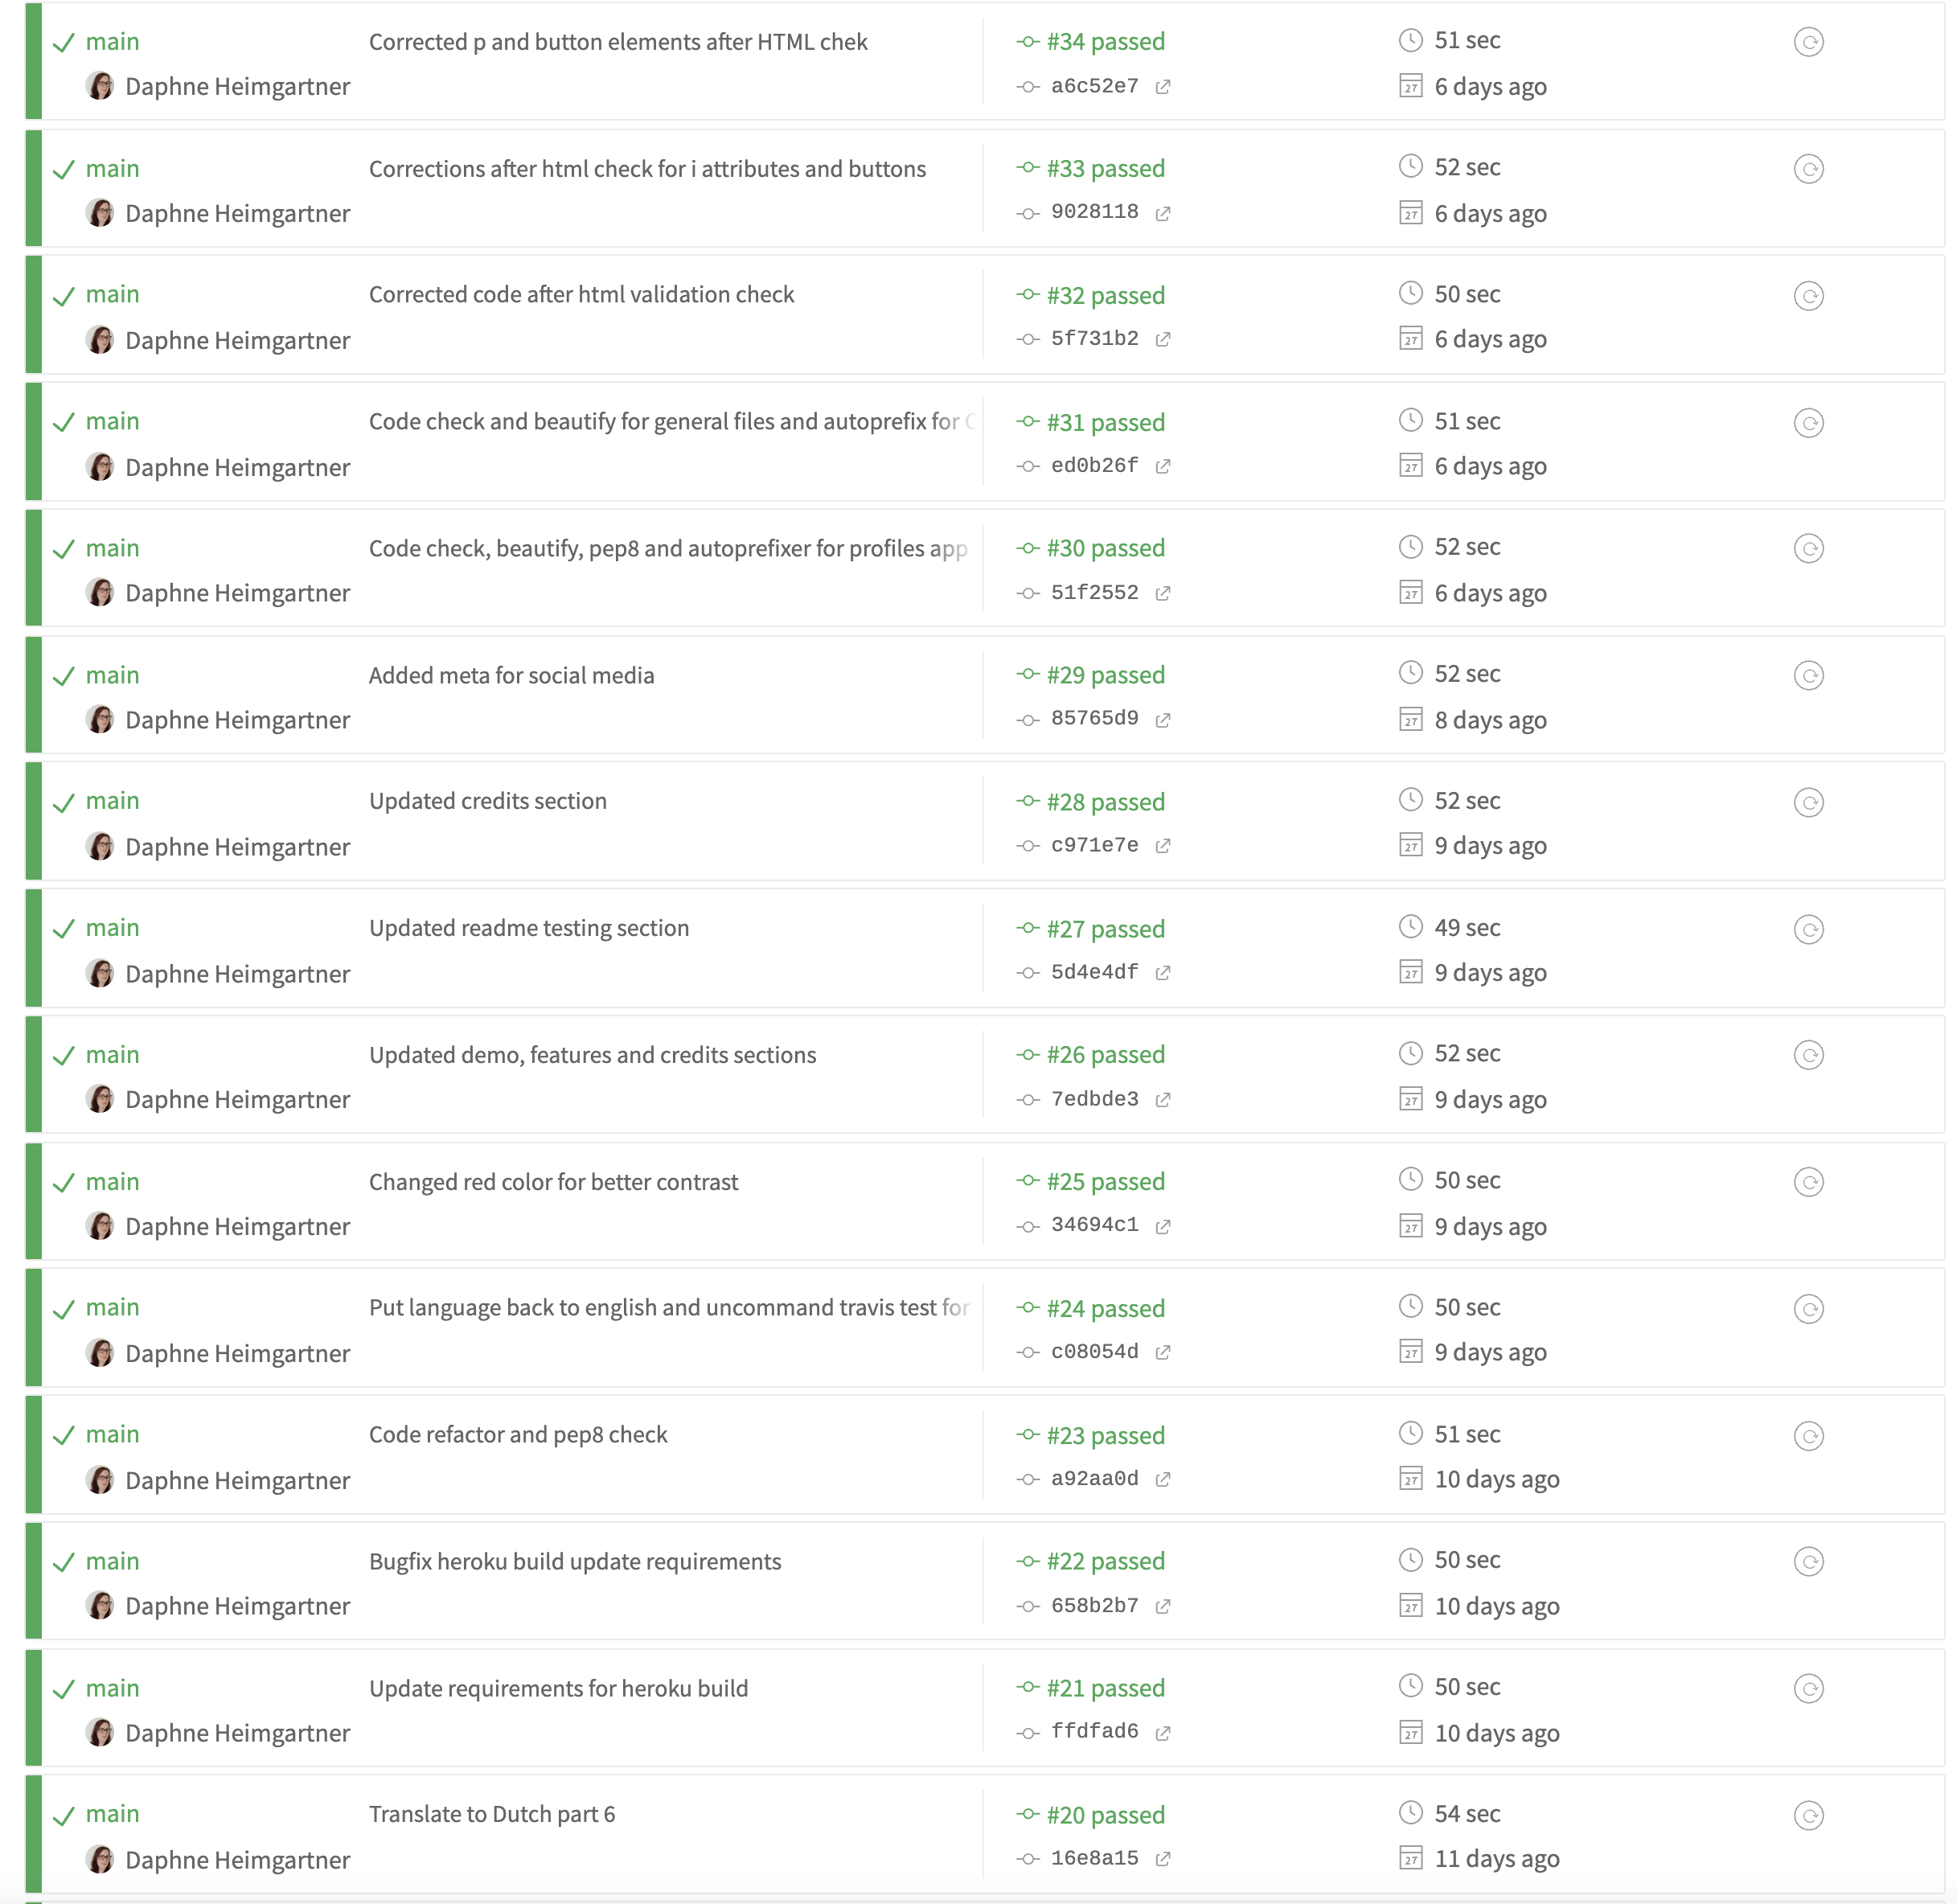 main Corrected p and button elements after HTML chek #34 passed 51 sec
Daphne Heimgartner a6c52e7 6 days ago
main Corrections after html check for i attributes and buttons #33 passed 52 sec
Daphne Heimgartner 9028118 6 days ago
main Corrected code after html validation check #32 passed 50 sec
Daphne Heimgartner 5f731b2 6 days ago
main Code check and beautify for general files and autoprefix for #31 passed 51 sec
Daphne Heimgartner ed0b26f 6 days ago
main Code check, beautify, pep8 and autoprefixer for profiles app #30 passed 52 sec
Daphne Heimgartner 51f2552 6 days ago
main Added meta for social media #29 passed 52 sec
Daphne Heimgartner 85765d9 8 days ago
main Updated credits section #28 passed 52 sec
Daphne Heimgartner c971e7e 9 days ago
main Updated readme testing section #27 passed 49 sec
Daphne Heimgartner 5d4e4df 9 days ago
main Updated demo, features and credits sections #26 passed 52 sec
Daphne Heimgartner 7edbde3 9 days ago
main Changed red color for better contrast #25 passed 50 sec
Daphne Heimgartner 34694c1 9 days ago
main Put language back to english and uncommand travis test for #24 passed 50 sec
Daphne Heimgartner c08054d 9 days ago
main Code refactor and pep8 check #23 passed 51 sec
Daphne Heimgartner a92aa0d 10 days ago
main Bugfix heroku build update requirements #22 passed 50 sec
Daphne Heimgartner 658b2b7 10 days ago
main Update requirements for heroku build #21 passed 50 sec
Daphne Heimgartner ffdfad6 10 days ago
main Translate to Dutch part 6 #20 passed 54 sec
Daphne Heimgartner 16e8a15 11 days ago